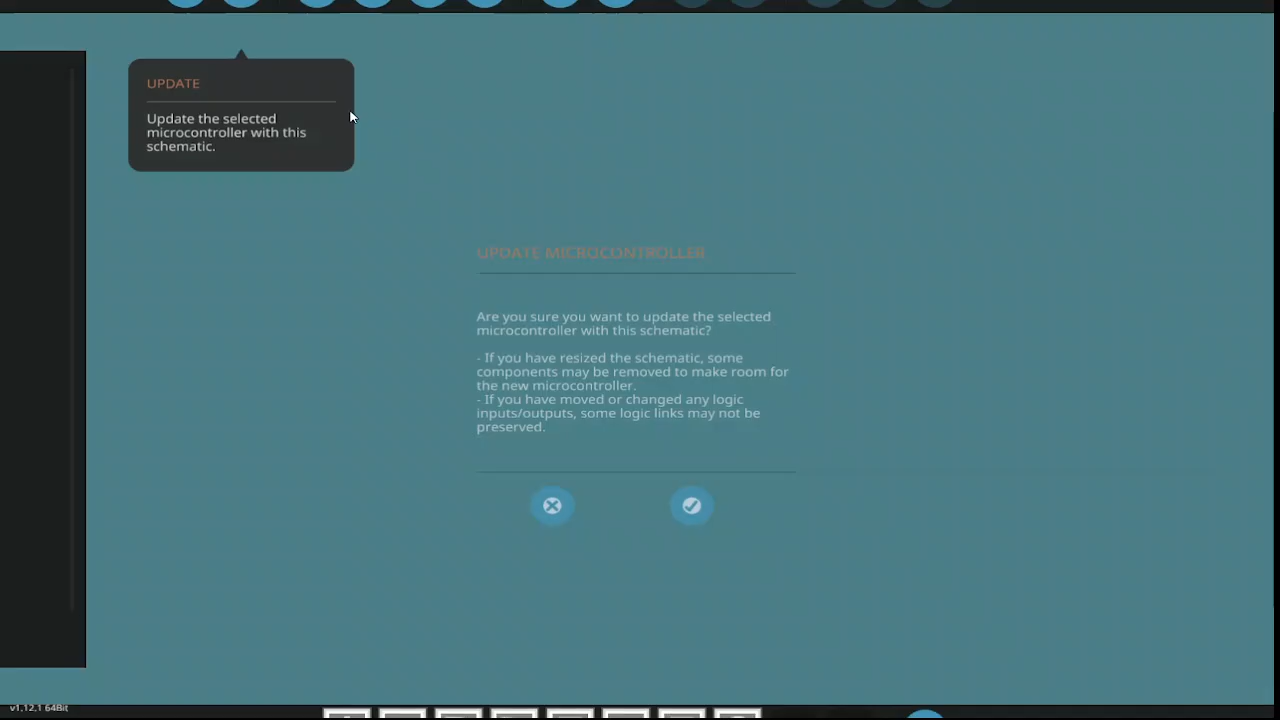 UPDATE
Update the selected
microcontroller with this
schematic.
UPDATE MICROCONTROLLER
Are you sure you want to update the selected
microcontroller with this schematic?
- If you have resized the schematic, some
components may be removed to make room for
the new microcontroller.
- If you have moved or changed any logic
inputs/outputs, some logic links may not be
preserved.
v1.12.1 64Bit